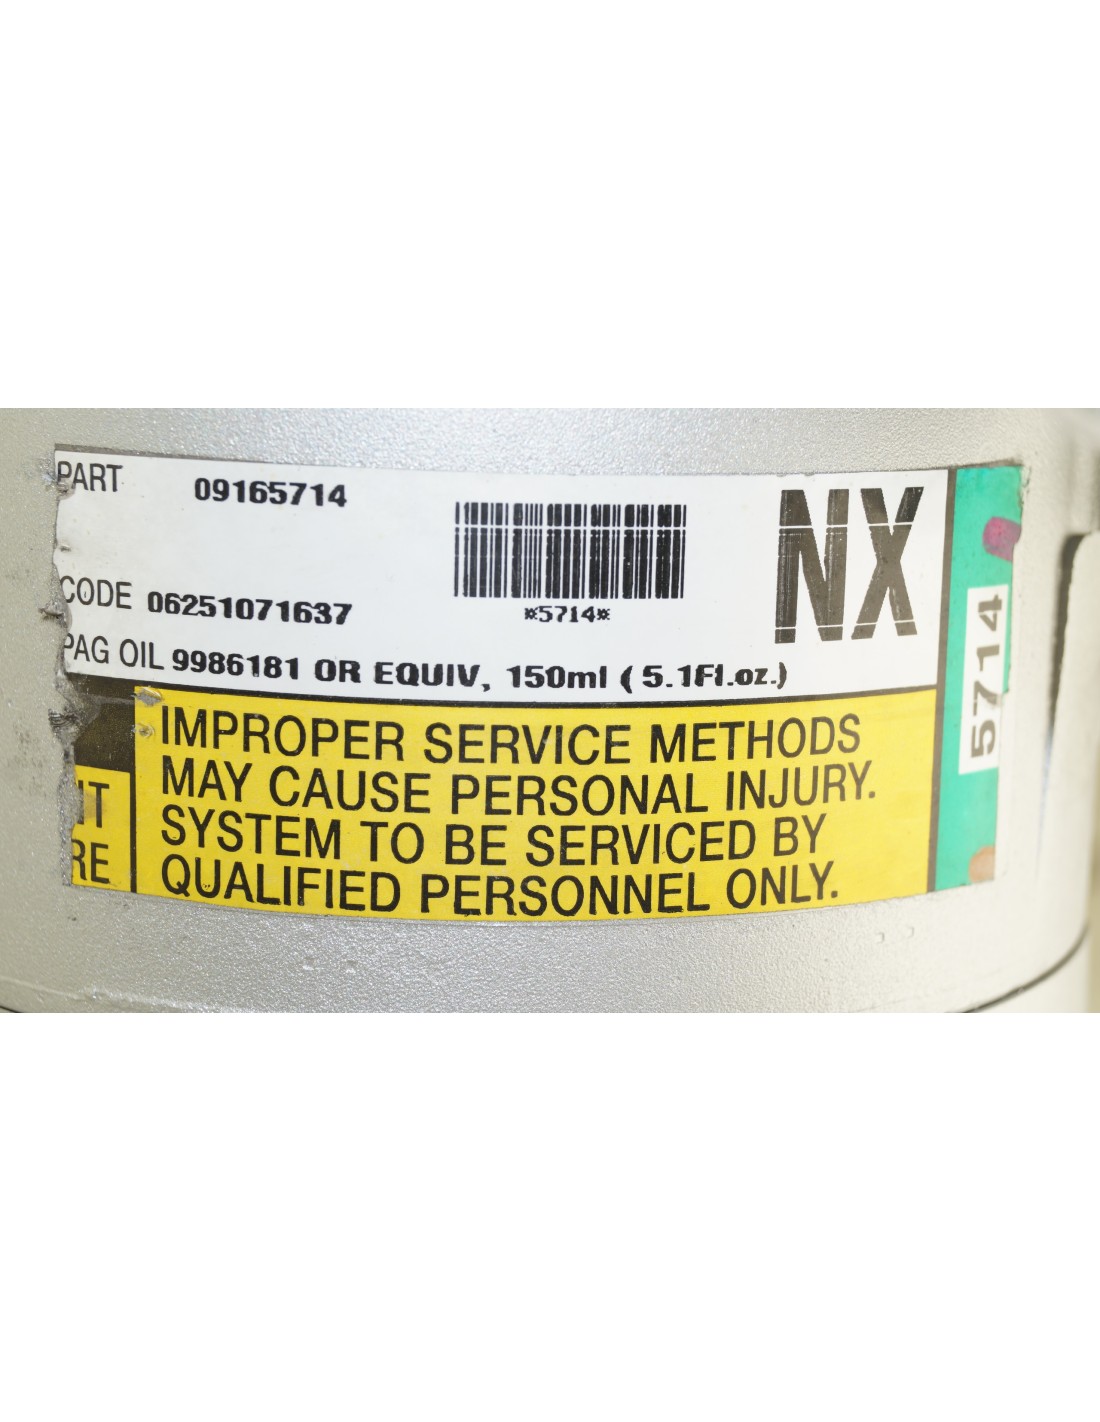 PART 09165714
NX
CODE 06251071637
*5714*
PAG OIL 9986181 OR EQUIV, 150ml ( 5.1Fl.oz.)
IMPROPER SERVICE METHODS
MAY CAUSE PERSONAL INJURY.
SYSTEM TO BE SERVICED BY
QUALIFIED PERSONNEL ONLY.
RE
5714